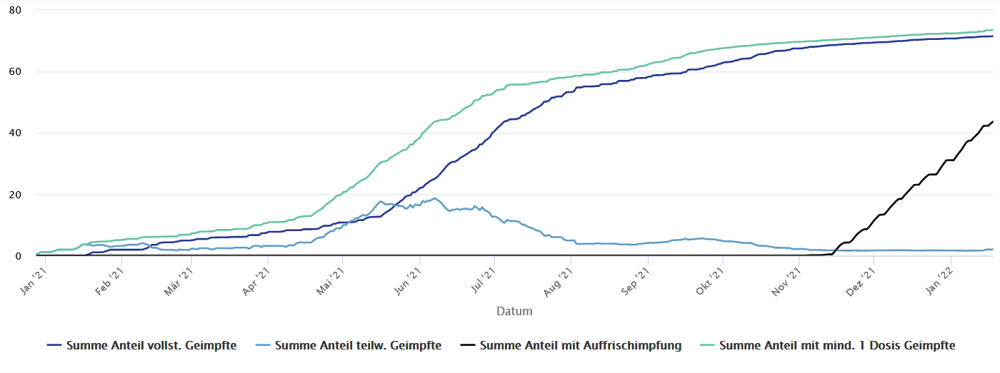 80
60
40
20
0
Jan '21
Feb '21
Mär '21
Apr '21
Mai '21
Jun '21
Jul '21
Aug '21
Sep '21
Okt '21
Nov '21
Dez '21
Jan '22
Datum
Summe Anteil vollst. Geimpfte
Summe Anteil teilw. Geimpfte
Summe Anteil mit Auffrischimpfung
Summe Anteil mit mind. 1 Dosis Geimpfte